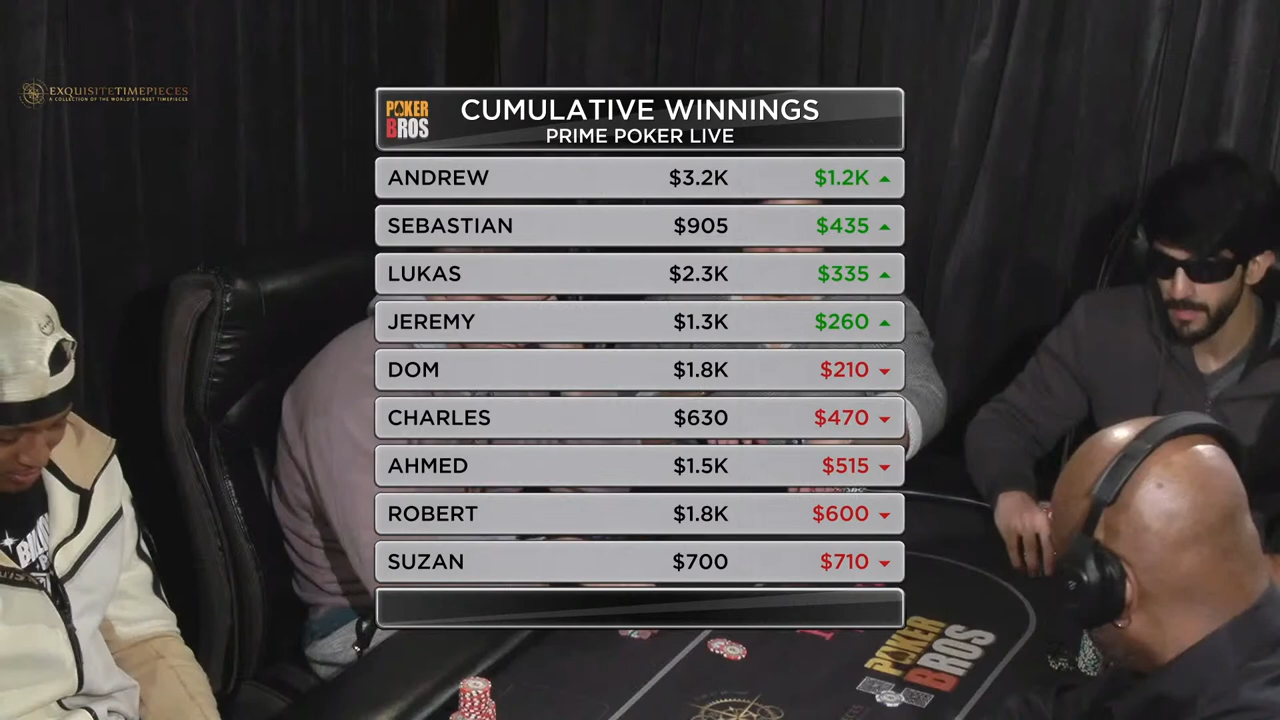 EXQUISITETIMEPIECES
A COLLECTION OF THE WORLD'S FINEST TIMEPIECES
POKER
BROS
CUMULATIVE WINNINGS
PRIME POKER LIVE
ANDREW $3.2K $1.2K
SEBASTIAN $905 $435
LUKAS $2.3K $335
JEREMY $1.3K $260
DOM $1.8K $210
CHARLES $630 $470
AHMED $1.5K $515
ROBERT $1.8K $600
SUZAN $700 $710
POKER
BROS